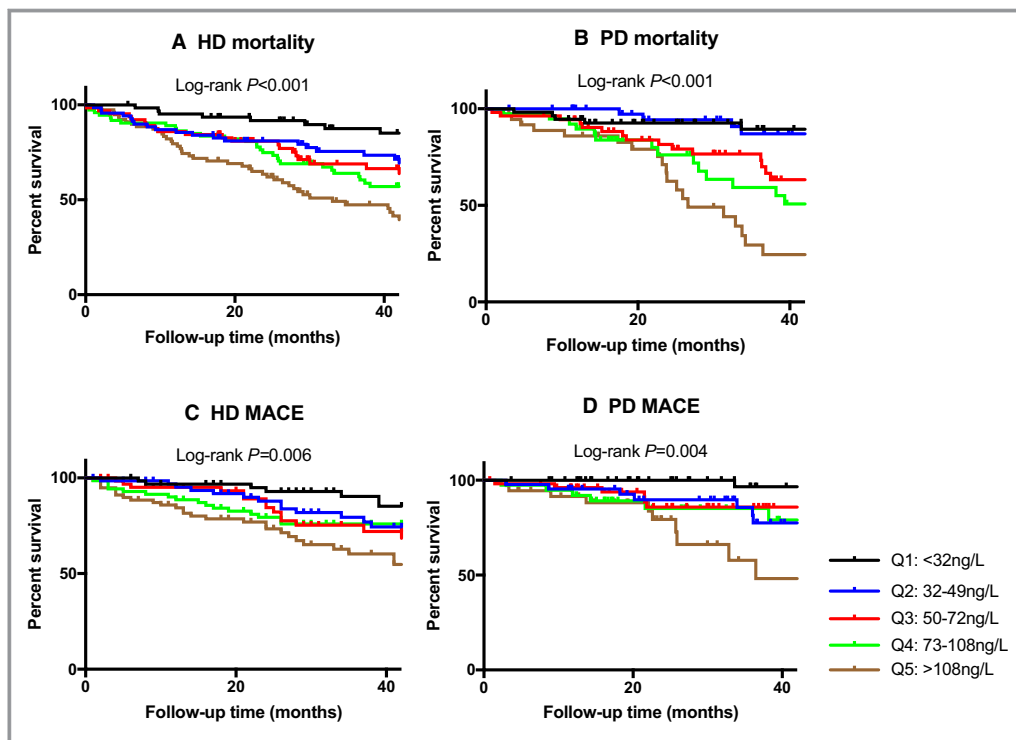 A HD mortality
Log-rank P<0.001
100
50
0
0 20 40
Percent survival
Follow-up time (months)
B PD mortality
Log-rank P<0.001
100
50
0
0 20 40
Percent survival
Follow-up time (months)
C HD MACE
Log-rank P=0.006
100
50
0
0 20 40
Percent survival
Follow-up time (months)
D PD MACE
Log-rank P=0.004
100
50
0
0 20 40
Percent survival
Follow-up time (months)
Q1: <32ng/L
Q2: 32-49ng/L
Q3: 50-72ng/L
Q4: 73-108ng/L
Q5: >108ng/L